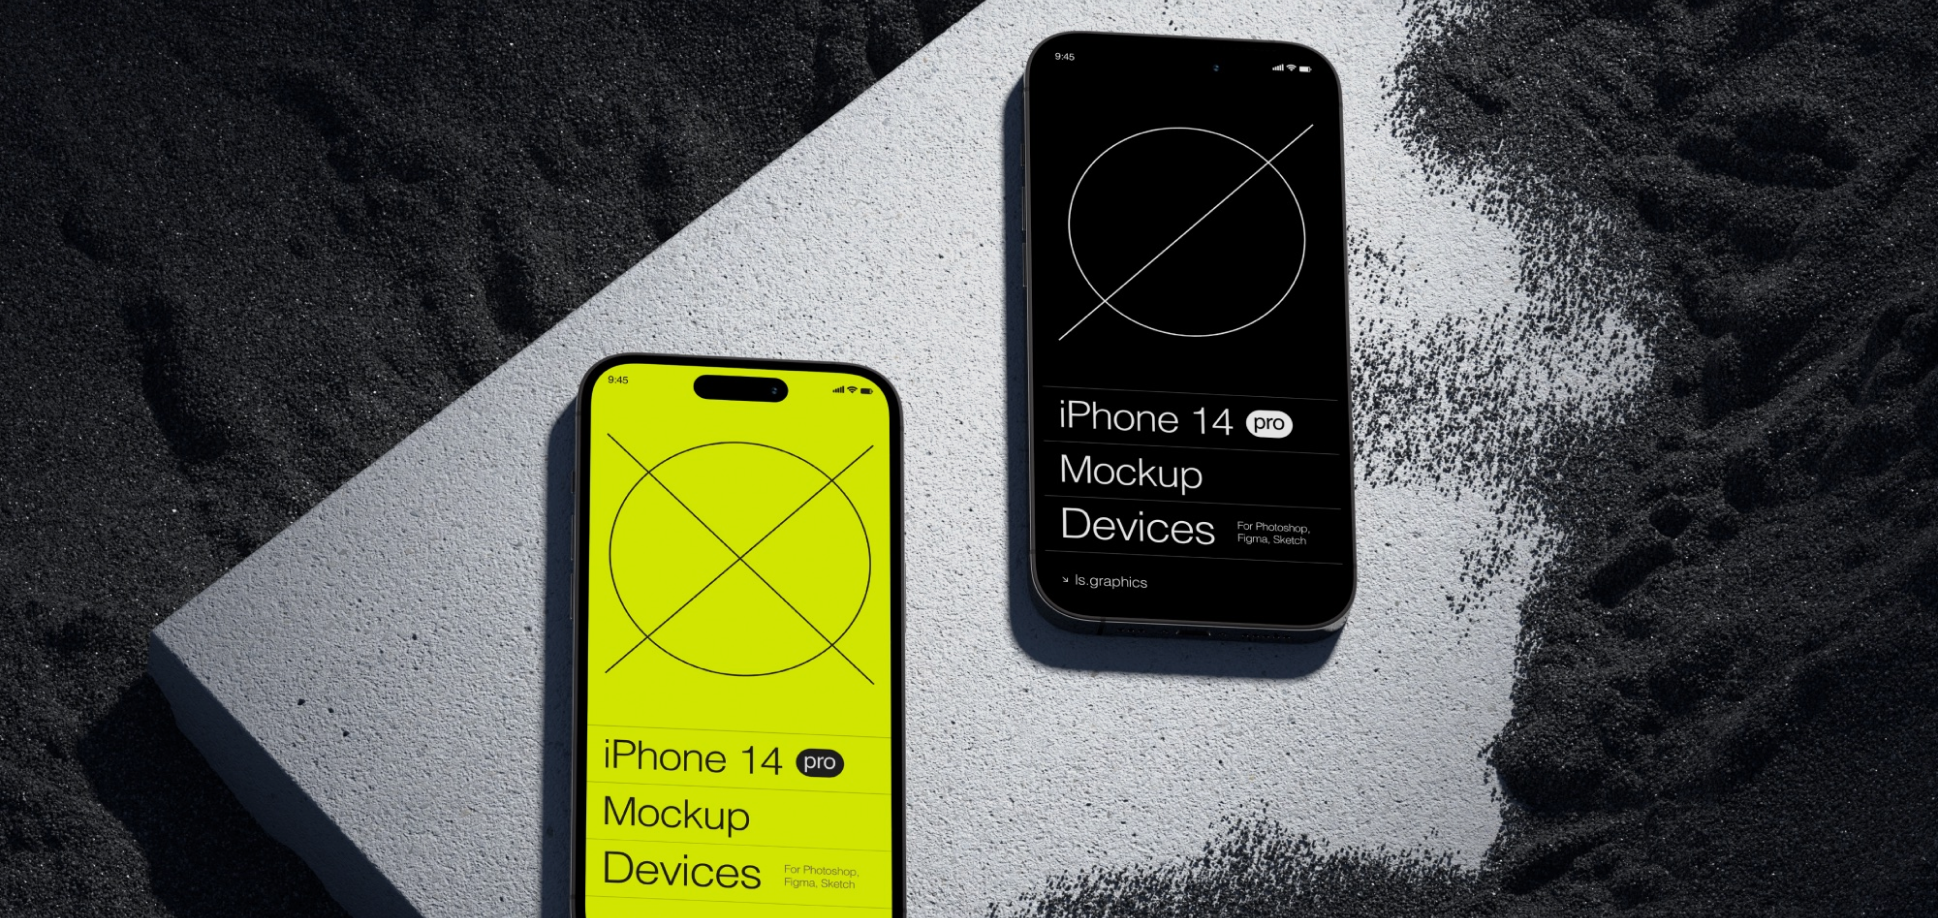 9:45
iPhone 14 pro
Mockup
Devices
For Photoshop,
Figma, Sketch
ls.graphics
9:45
iPhone 14 pro
Mockup
Devices
For Photoshop,
Figma, Sketch